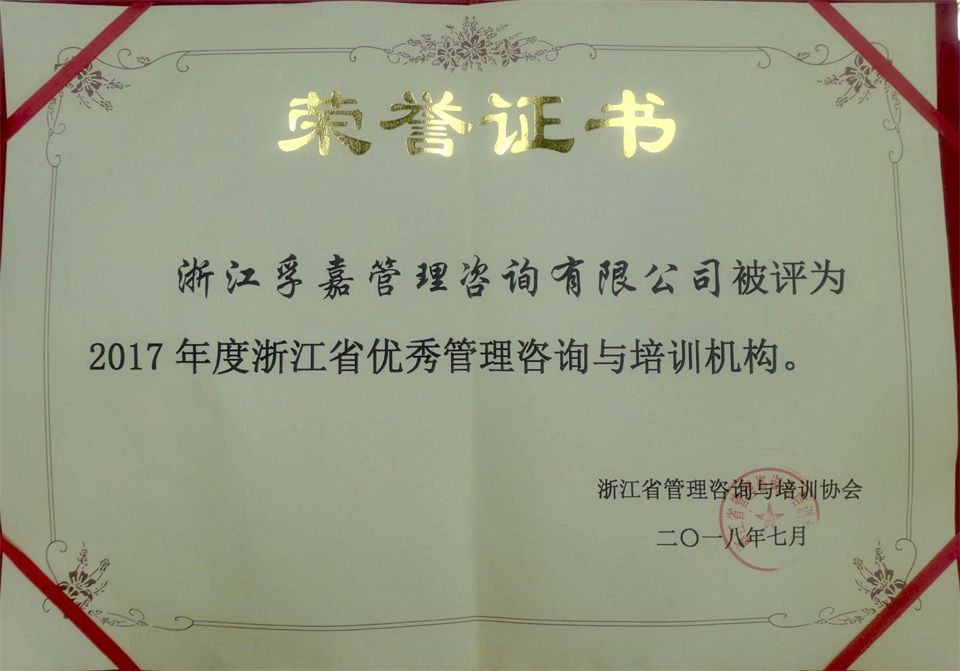 荣誉证书
浙江孚嘉管理咨询有限公司被评为
2017年度浙江省优秀管理咨询与培训机构。
浙江省管理咨询与培训协会
二〇一八年七月